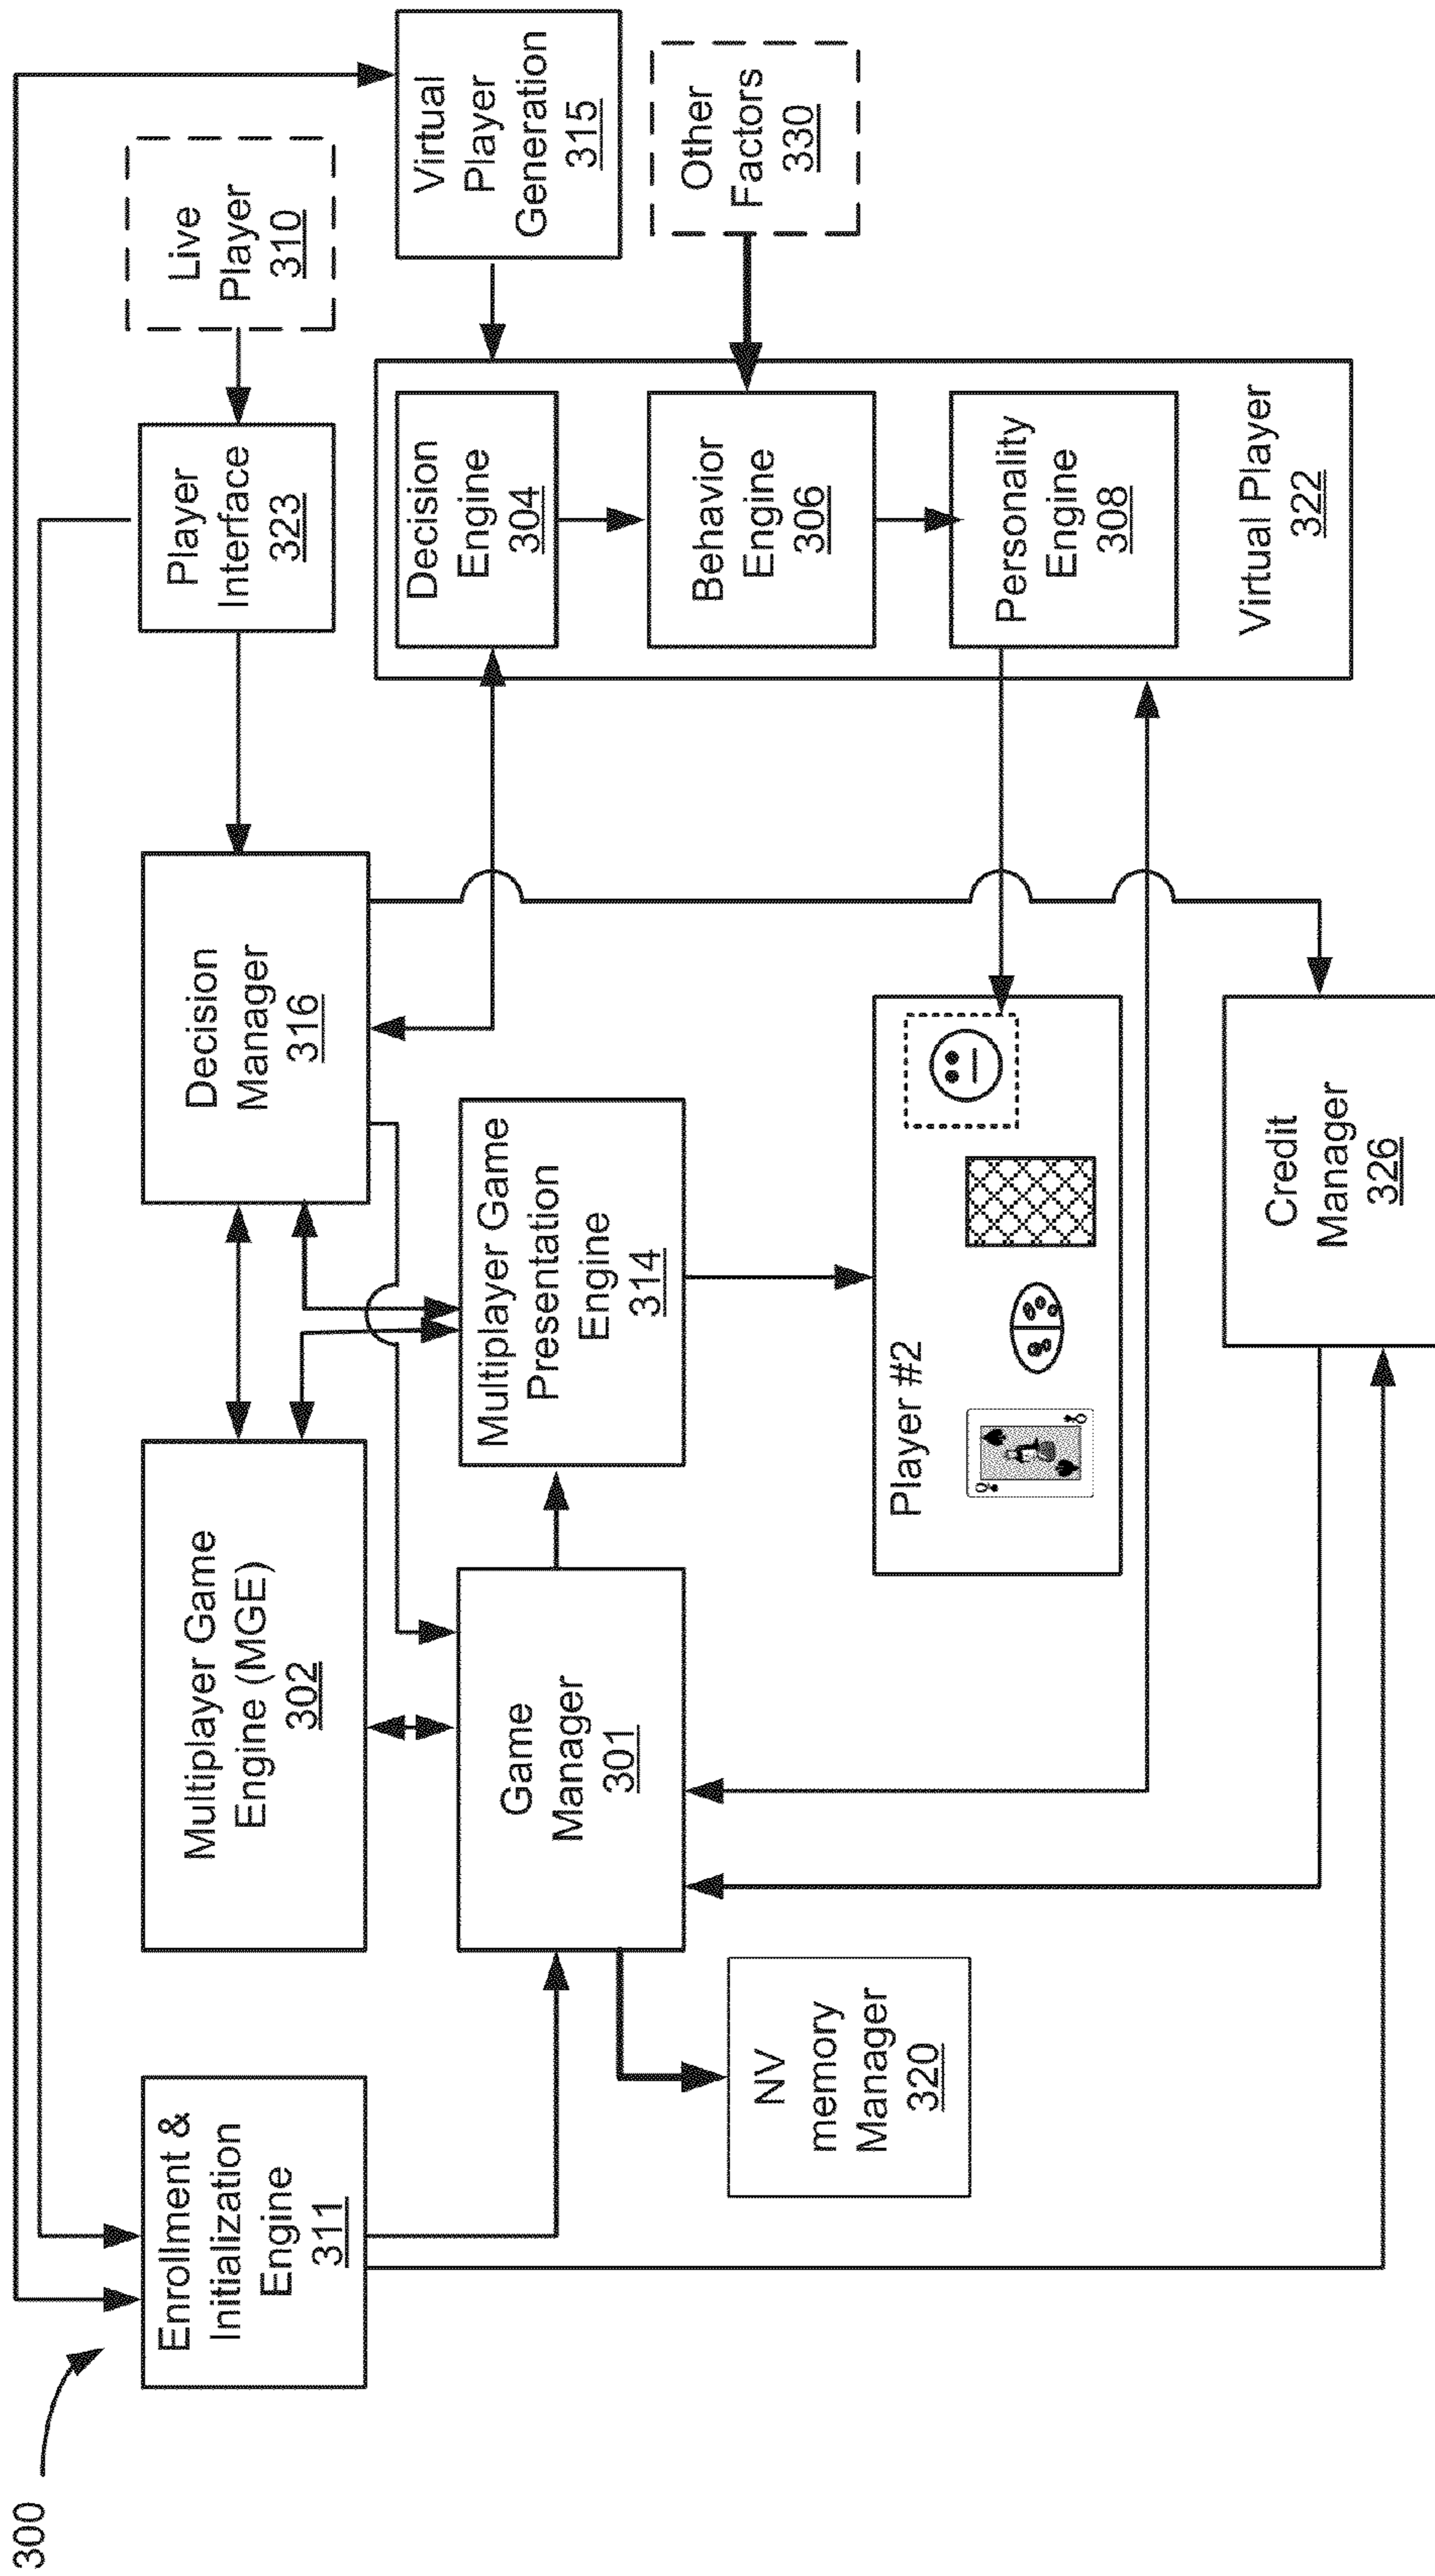 300
Enrollment &
Initialization
Engine
311
Multiplayer Game
Engine (MGE)
302
Decision
Manager
316
Player
Interface
323
Live
Player
310
Game
Manager
301
Multiplayer Game
Presentation
Engine
314
Decision
Engine
304
Virtual
Player
Generation
315
NV
memory
Manager
320
Behavior
Engine
306
Other
Factors
330
Player #2
Q
Q
Personality
Engine
308
Virtual Player
322
Credit
Manager
326